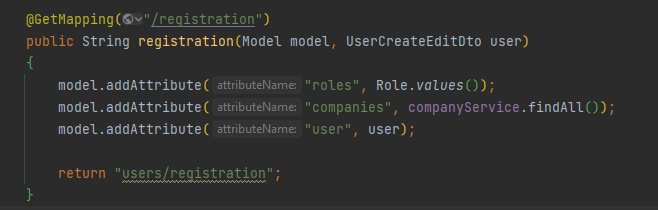 @GetMapping("/registration")
public String registration(Model model, UserCreateEditDto user)
{
model.addAttribute( attributeName: "roles", Role.values());
model.addAttribute( attributeName: "companies", companyService.findAll());
model.addAttribute( attributeName: "user", user);
return "users/registration";
}